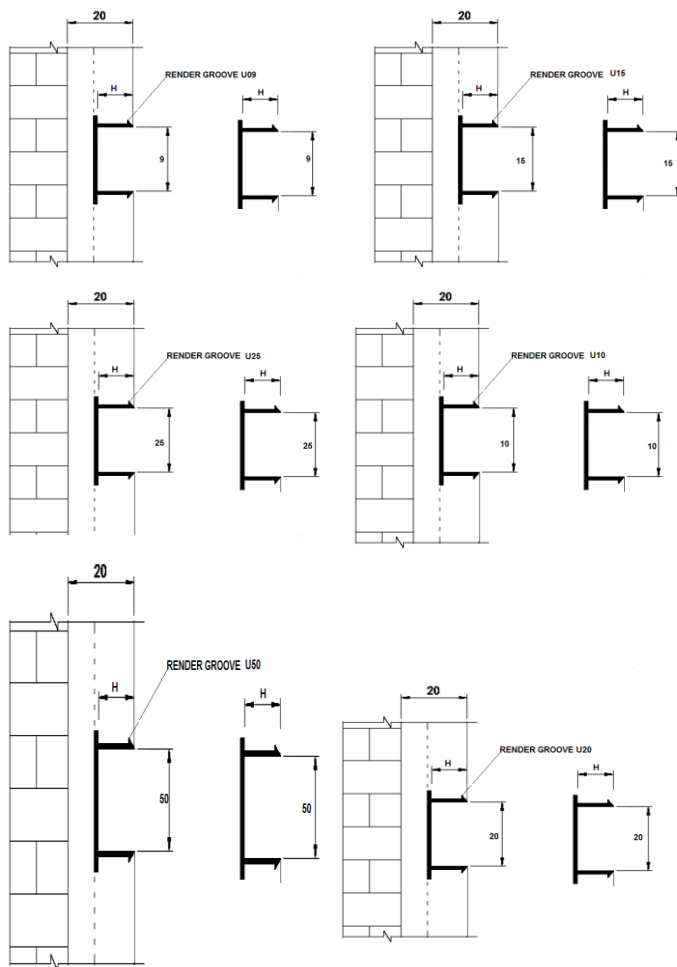 20
RENDER GROOVE U09
H
H
9
9
20
RENDER GROOVE U15
H
H
15
15
20
RENDER GROOVE U25
H
H
25
25
20
RENDER GROOVE U10
H
H
10
10
20
RENDER GROOVE U50
H
H
50
50
20
RENDER GROOVE U20
H
H
20
20